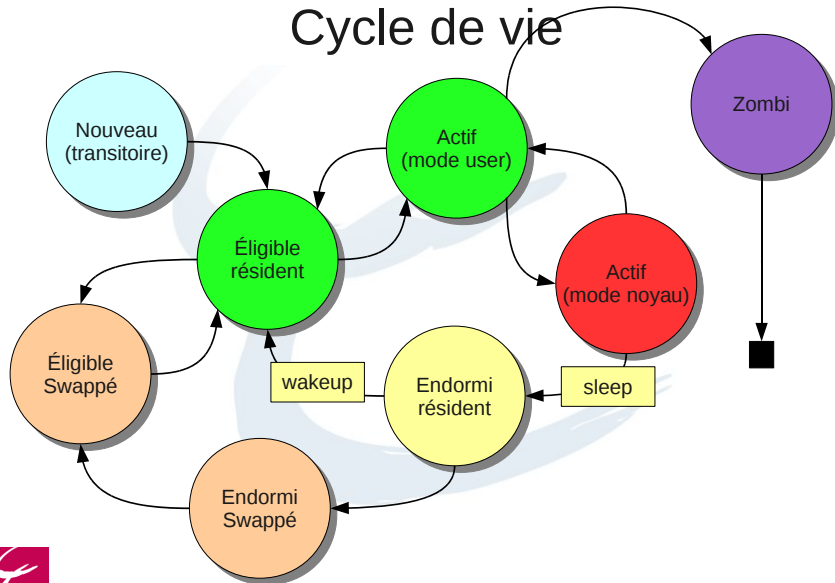 Cycle de vie
Nouveau
(transitoire)
Actif
(mode user)
Zombi
Éligible
résident
Actif
(mode noyau)
Éligible
Swappé
wakeup
Endormi
résident
sleep
Endormi
Swappé